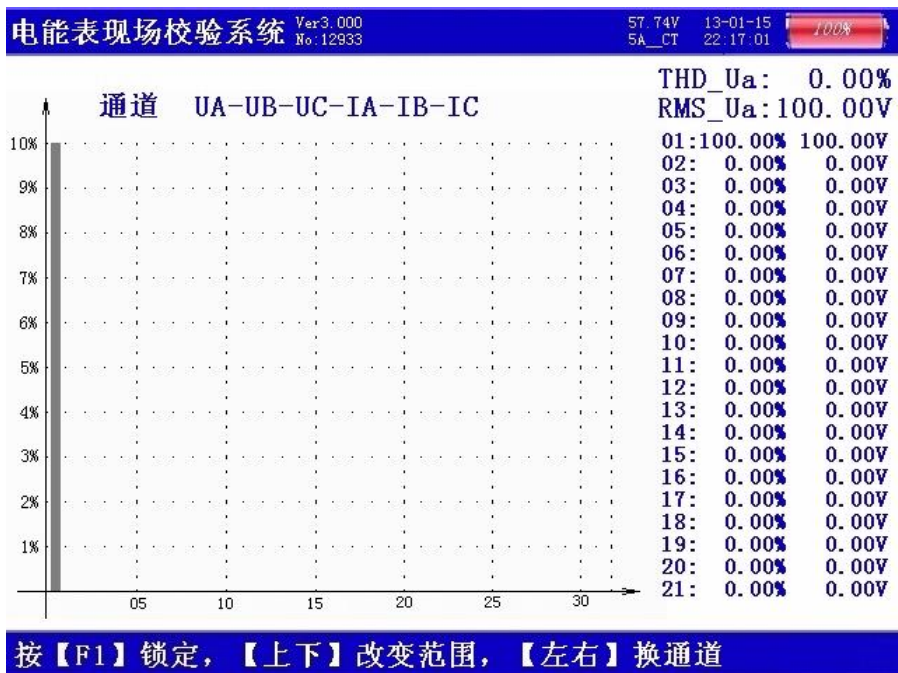 电能表现场校验系统 Ver3.000 No:12933 57.74V 5A__CT 13-01-15 22:17:01 100%
THD_Ua: 0.00%
通道 UA-UB-UC-IA-IB-IC
RMS_Ua:100.00V
10%
9%
8%
7%
6%
5%
4%
3%
2%
1%
05 10 15 20 25 30
01:100.00% 100.00V
02: 0.00% 0.00V
03: 0.00% 0.00V
04: 0.00% 0.00V
05: 0.00% 0.00V
06: 0.00% 0.00V
07: 0.00% 0.00V
08: 0.00% 0.00V
09: 0.00% 0.00V
10: 0.00% 0.00V
11: 0.00% 0.00V
12: 0.00% 0.00V
13: 0.00% 0.00V
14: 0.00% 0.00V
15: 0.00% 0.00V
16: 0.00% 0.00V
17: 0.00% 0.00V
18: 0.00% 0.00V
19: 0.00% 0.00V
20: 0.00% 0.00V
21: 0.00% 0.00V
按【F1】锁定，【上下】改变范围，【左右】换通道